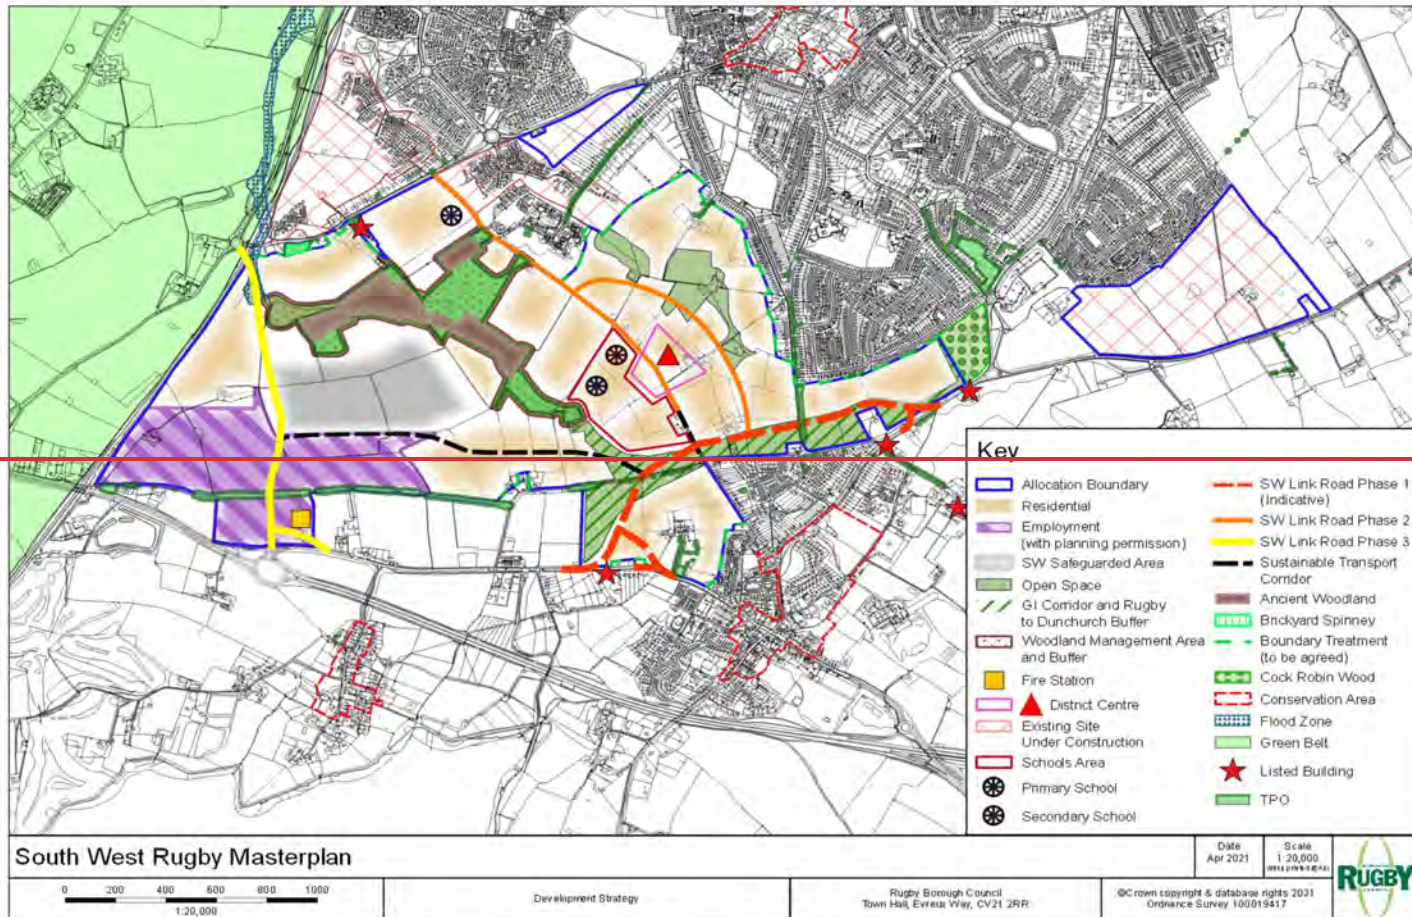 Key
Allocation Boundary
Residential
Employment
(with planning permission)
SW Safeguarded Area
Open Space
GI Corridor and Rugby
to Dunchurch Buffer
Woodland Management Area
and Buffer
Fire Station
District Centre
Existing Site
Under Construction
Schools Area
Primary School
Secondary School
SW Link Road Phase 1
(Indicative)
SW Link Road Phase 2
SW Link Road Phase 3
Sustainable Transport
Corridor
Ancient Woodland
Brickyard Spinney
Boundary Treatment
(to be agreed)
Cock Robin Wood
Conservation Area
Flood Zone
Green Belt
Listed Building
TPO
South West Rugby Masterplan
Date
Apr 2021
Scale
1:20,000
0 200 400 600 800 1000
1:20,000
Development Strategy
Rugby Borough Council
Town Hall, Evreux Way, CV21 2RR
©Crown copyright & database rights 2021
Ordnance Survey 100019417
RUGBY